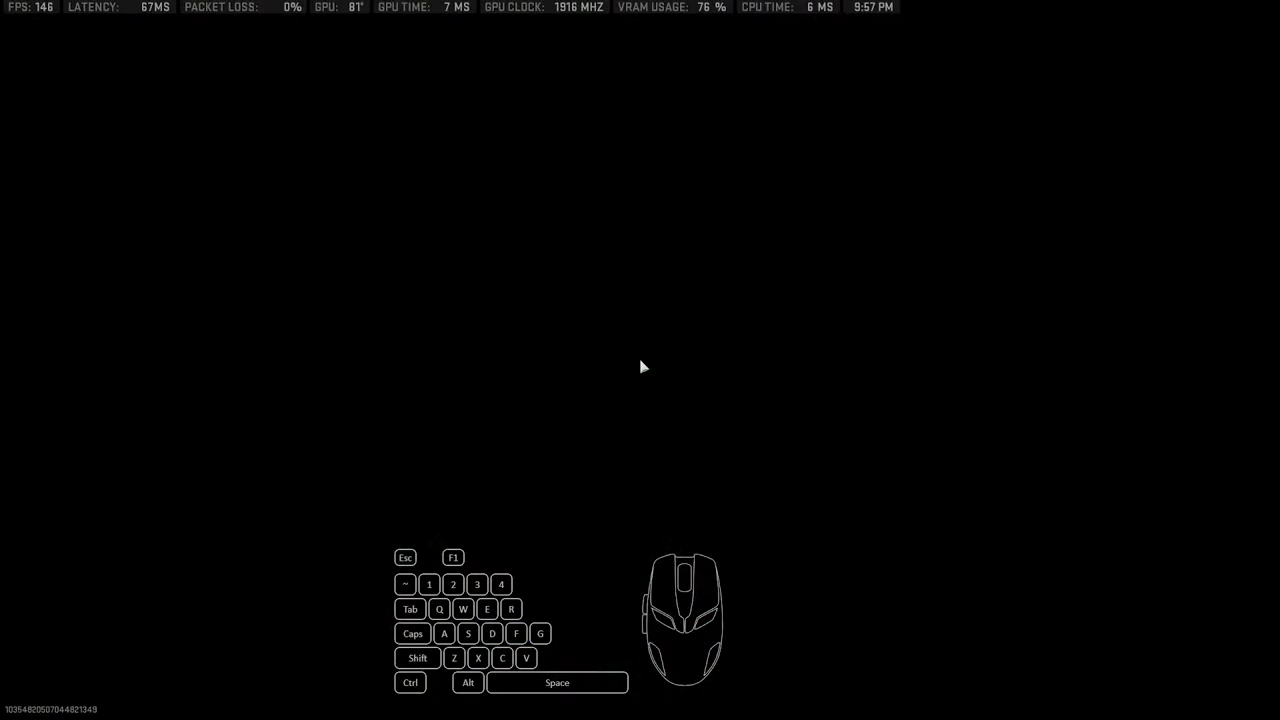 FPS: 146 LATENCY: 67MS PACKET LOSS: 0% GPU: 81° GPU TIME: 7 MS GPU CLOCK: 1916 MHZ VRAM USAGE: 76 % CPU TIME: 6 MS 9:57 PM
Esc F1
~ 1 2 3 4
Tab Q W E R
Caps A S D F G
Shift Z X C V
Ctrl Alt Space
10354820507044821349